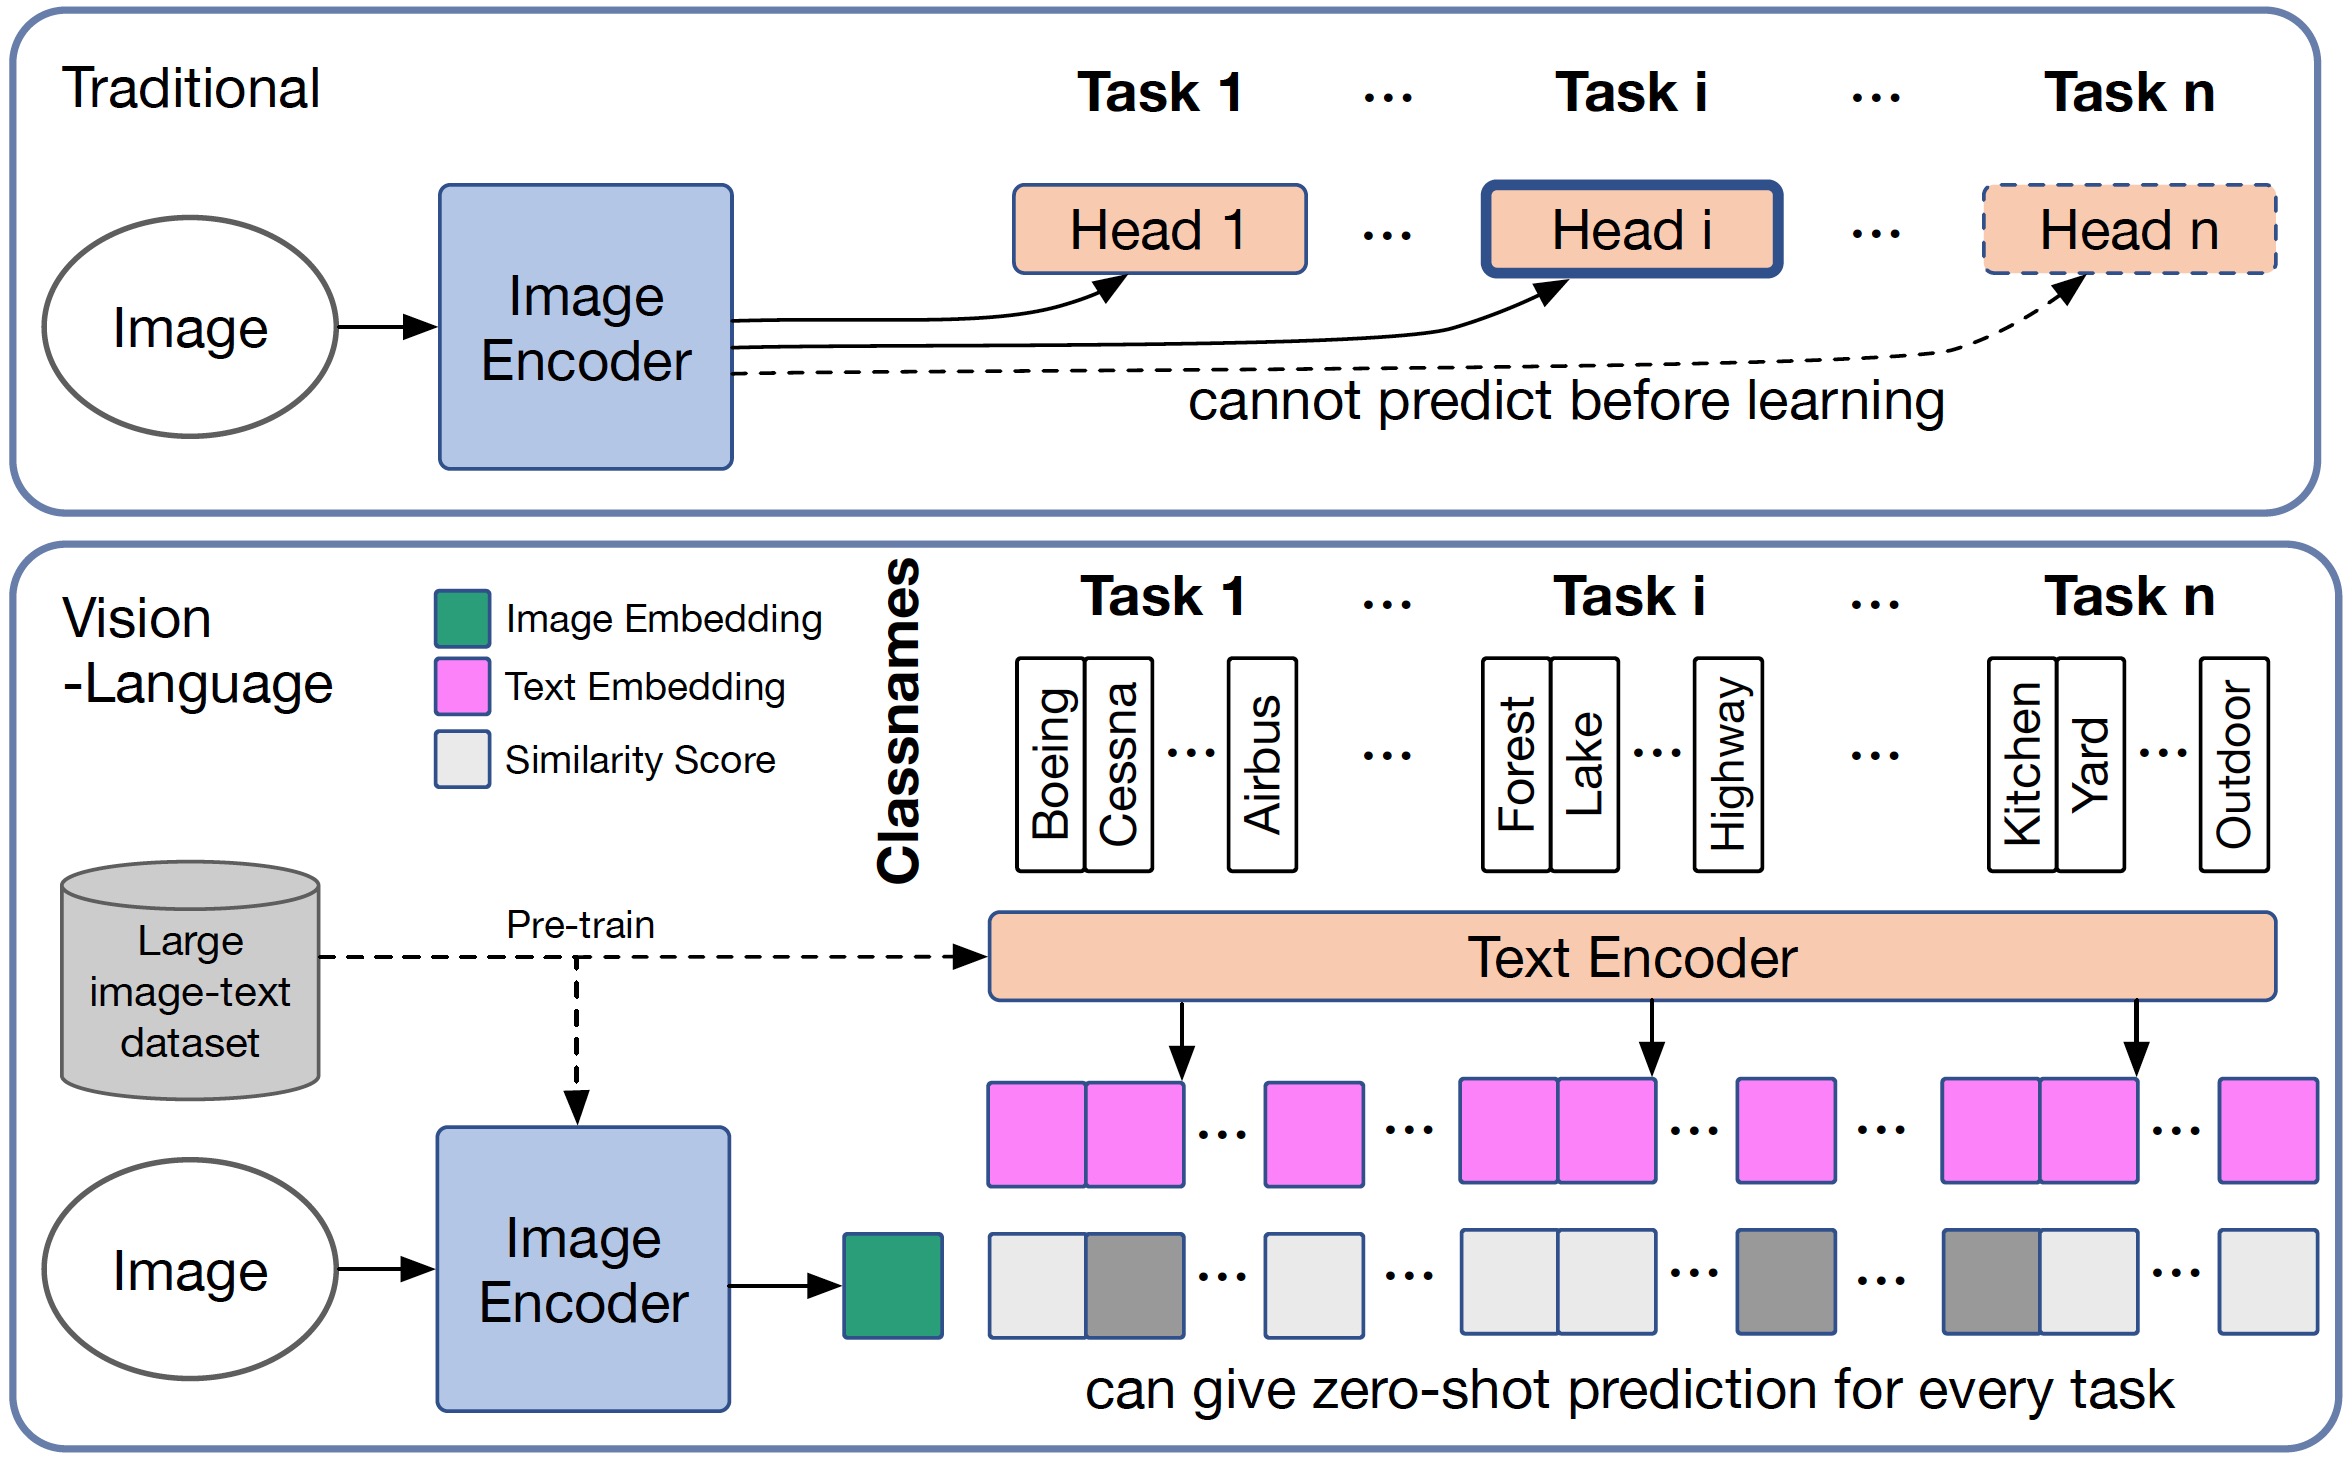 Traditional
Task 1 ... Task i ... Task n
Head 1 ... Head i ... Head n
Image
Image
Encoder
cannot predict before learning
Vision
-Language
Image Embedding
Text Embedding
Similarity Score
Classnames
Task 1 ... Task i ... Task n
Boeing
Cessna
...
Airbus
...
Forest
Lake
...
Highway
...
Kitchen
Yard
...
Outdoor
Large
image-text
dataset
Pre-train
Text Encoder
... ... ... ... ...
Image
Image
Encoder
... ... ... ... ...
can give zero-shot prediction for every task